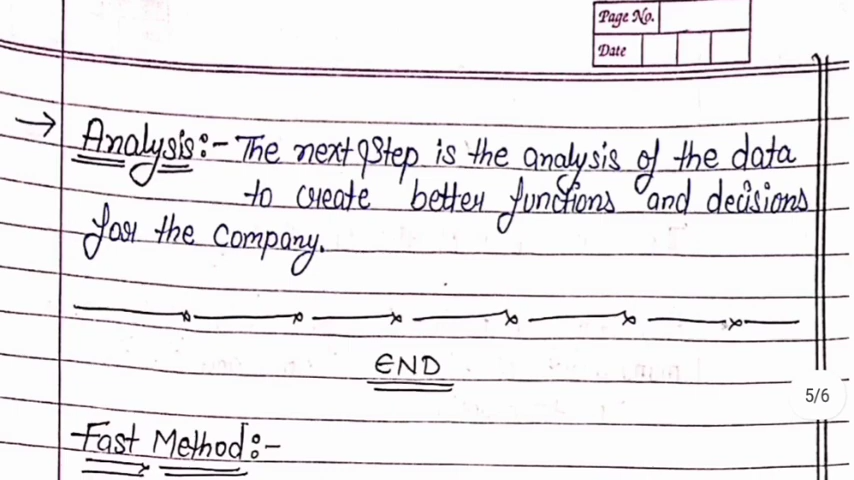 Page No.
Date
→ Analysis:- The next Step is the analysis of the data
to create better functions and decisions
for the company.
END
5/6
Fast Method:-